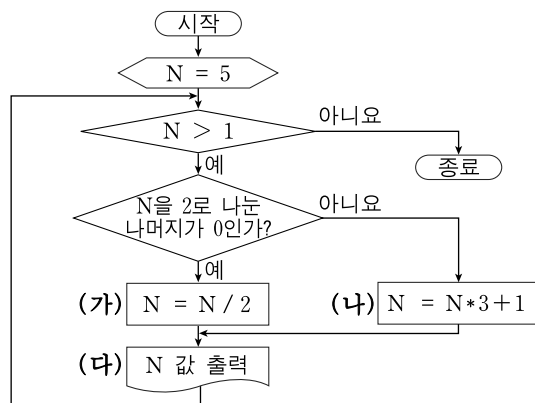 시작
N = 5
N > 1
아니요
예
종료
N을 2로 나눈
나머지가 0인가?
아니요
예
(가) N = N / 2
(나) N = N*3+1
(다) N 값 출력